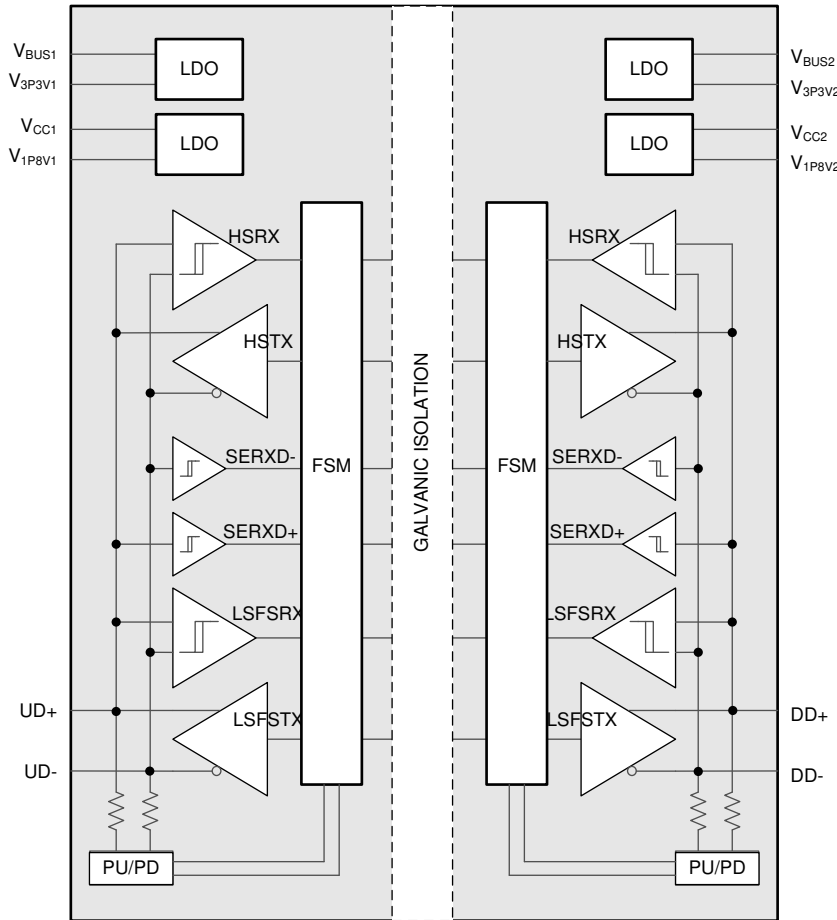 VBUS1
LDO
V3P3V1
VCC1
LDO
V1P8V1
LDO
VBUS2
V3P3V2
LDO
VCC2
V1P8V2
HSRX
HSTX
SERXD-
FSM
SERXD+
LSFSRX
LSFSTX
UD+
UD-
PU/PD
GALVANIC ISOLATION
HSRX
HSTX
FSM
SERXD-
SERXD+
LSFSRX
LSFSTX
DD+
DD-
PU/PD